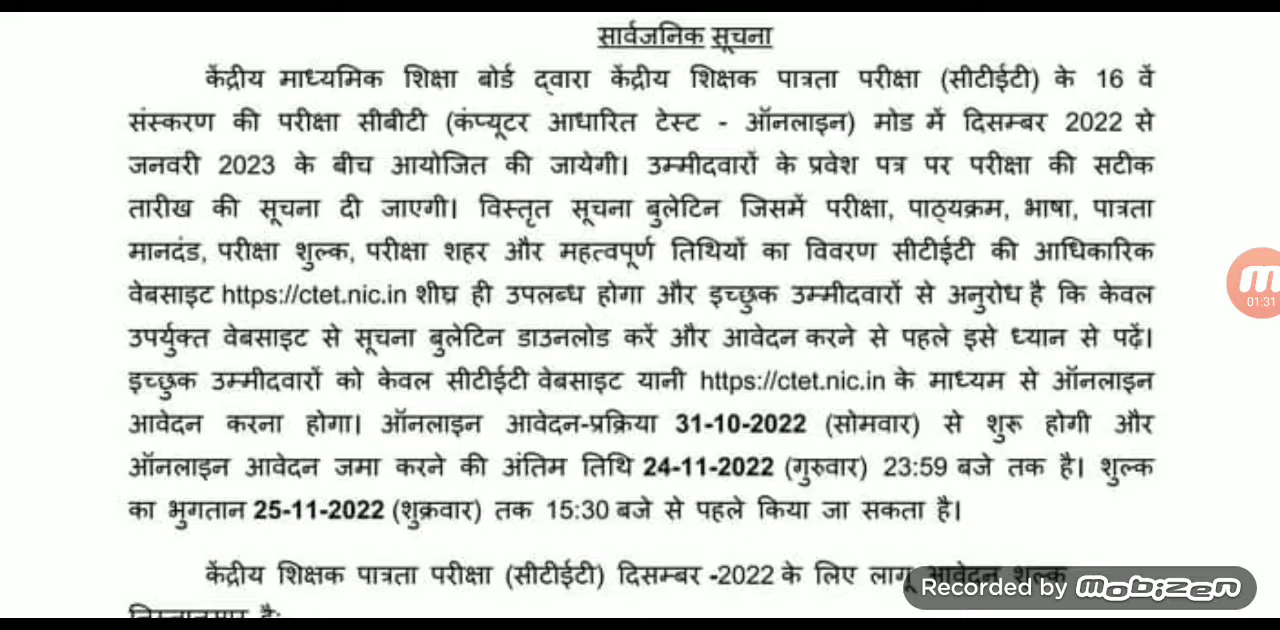 सार्वजनिक सूचना
केंद्रीय माध्यमिक शिक्षा बोर्ड द्वारा केंद्रीय शिक्षक पात्रता परीक्षा (सीटीईटी) के 16 वें
संस्करण की परीक्षा सीबीटी (कंप्यूटर आधारित टेस्ट - ऑनलाइन) मोड में दिसम्बर 2022 से
जनवरी 2023 के बीच आयोजित की जायेगी। उम्मीदवारों के प्रवेश पत्र पर परीक्षा की सटीक
तारीख की सूचना दी जाएगी। विस्तृत सूचना बुलेटिन जिसमें परीक्षा, पाठ्यक्रम, भाषा, पात्रता
मानदंड, परीक्षा शुल्क, परीक्षा शहर और महत्वपूर्ण तिथियों का विवरण सीटीईटी की आधिकारिक
वेबसाइट https://ctet.nic.in शीघ्र ही उपलब्ध होगा और इच्छुक उम्मीदवारों से अनुरोध है कि केवल
उपर्युक्त वेबसाइट से सूचना बुलेटिन डाउनलोड करें और आवेदन करने से पहले इसे ध्यान से पढ़ें।
इच्छुक उम्मीदवारों को केवल सीटीईटी वेबसाइट यानी https://ctet.nic.in के माध्यम से ऑनलाइन
आवेदन करना होगा। ऑनलाइन आवेदन-प्रक्रिया 31-10-2022 (सोमवार) से शुरू होगी और
ऑनलाइन आवेदन जमा करने की अंतिम तिथि 24-11-2022 (गुरुवार) 23:59 बजे तक है। शुल्क
का भुगतान 25-11-2022 (शुक्रवार) तक 15:30 बजे से पहले किया जा सकता है।
केंद्रीय शिक्षक पात्रता परीक्षा (सीटीईटी) दिसम्बर -2022 के लिए लागू आवेदन शुल्क
01:31
Recorded by mobizen